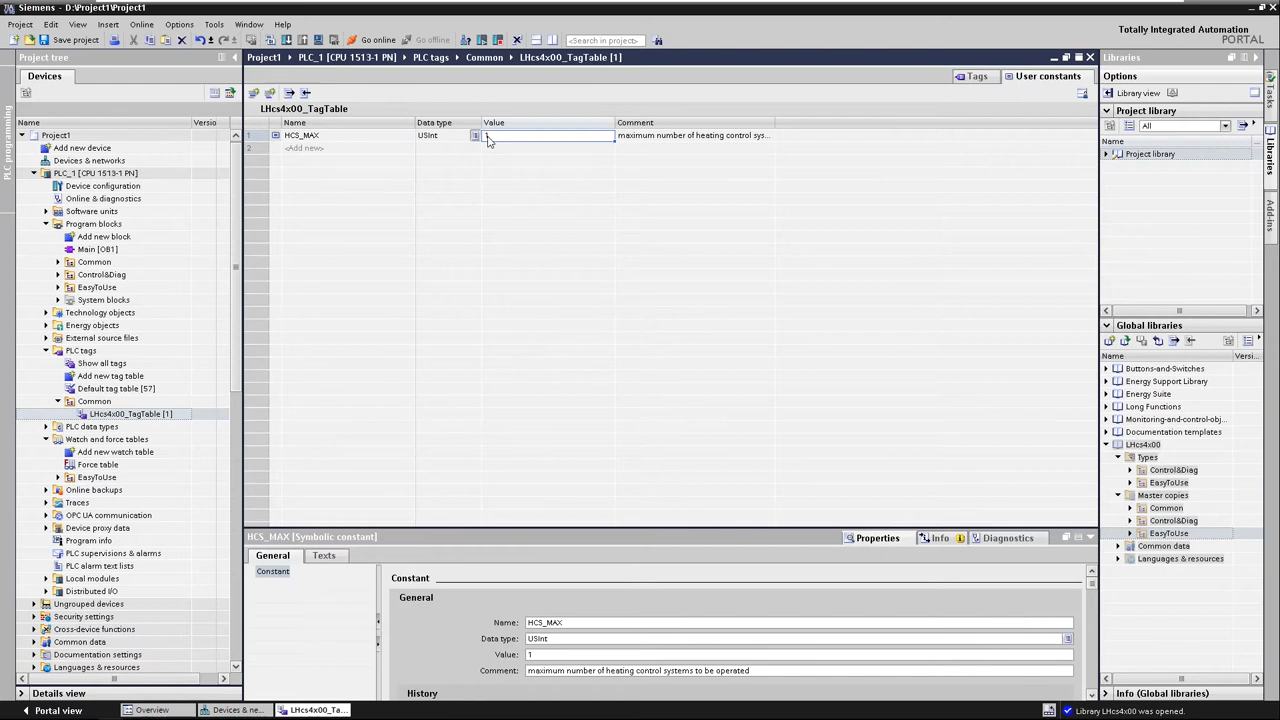 Siemens - D:\Project1\Project1
Project Edit View Insert Online Options Tools Window Help
Totally Integrated Automation
PORTAL
Save project
Go online
Go offline
<Search in project>
Project tree
Project1 PLC_1 [CPU 1513-1 PN] PLC tags Common LHcs4x00_TagTable [1]
Libraries
Devices
Tags
User constants
Options
Library view
LHcs4x00_TagTable
Project library
All
Name
Versio
Name
Data type
Value
Comment
Name
1
HCS_MAX
USInt
1
maximum number of heating control sys...
2
<Add new>
Project library
Project1
Add new device
Devices & networks
PLC_1 [CPU 1513-1 PN]
Device configuration
Online & diagnostics
Software units
Program blocks
Add new block
Main [OB1]
Common
Control&Diag
EasyToUse
System blocks
Technology objects
Energy objects
External source files
PLC tags
Show all tags
Add new tag table
Default tag table [57]
Common
LHcs4x00_TagTable [1]
PLC data types
Watch and force tables
Add new watch table
Force table
EasyToUse
Online backups
Traces
OPC UA communication
Device proxy data
Program info
PLC supervisions & alarms
PLC alarm text lists
Local modules
Distributed I/O
Ungrouped devices
Security settings
Cross-device functions
Common data
Documentation settings
Languages & resources
Details view
Global libraries
Name
Versi...
Buttons-and-Switches
Energy Support Library
Energy Suite
Long Functions
Monitoring-and-control-obj...
Documentation templates
LHcs4x00
Types
Control&Diag
EasyToUse
Master copies
Common
Control&Diag
EasyToUse
Common data
Languages & resources
Info (Global libraries)
HCS_MAX [Symbolic constant]
Properties
Info
Diagnostics
General
Texts
Constant
Constant
General
Name: HCS_MAX
Data type: USInt
Value: 1
Comment: maximum number of heating control systems to be operated
History
Portal view
Overview
Devices & ne...
LHcs4x00_Ta...
Library LHcs4x00 was opened.
PLC programming
Tasks
Libraries
Add-ins